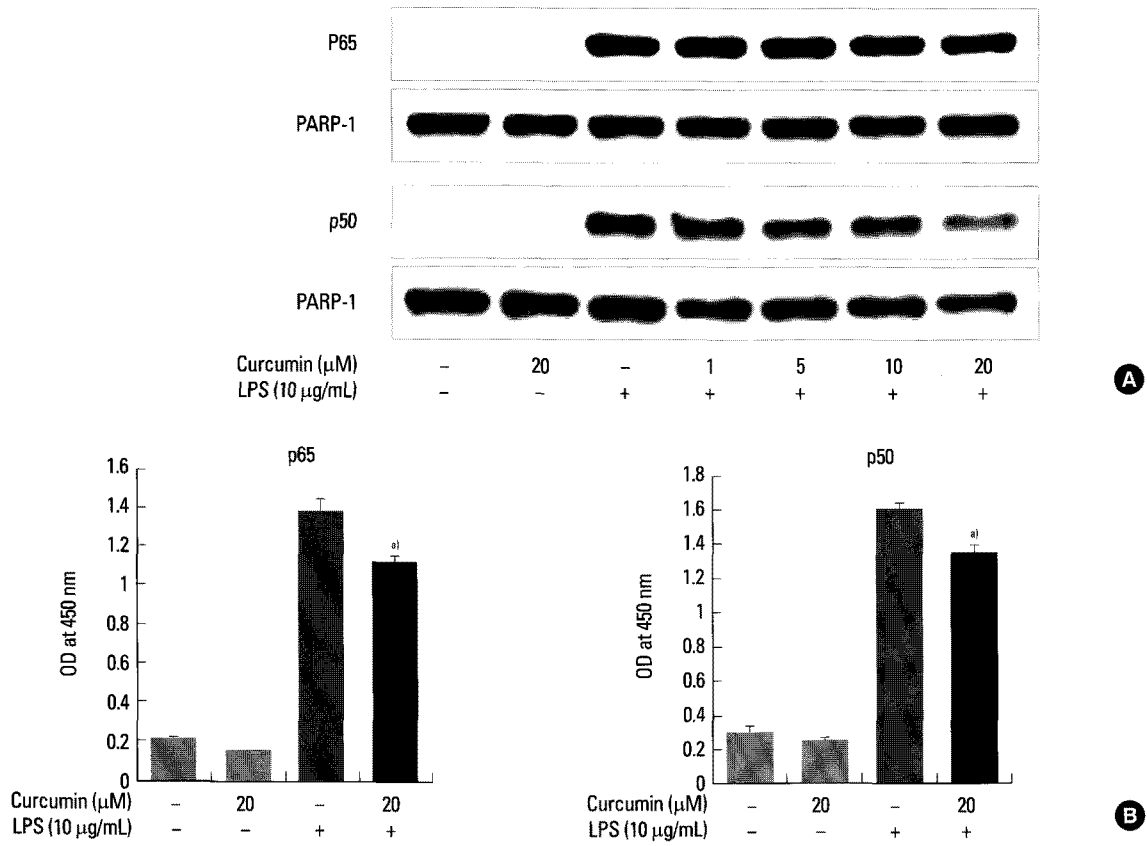 P65
PARP-1
p50
PARP-1
Curcumin (µM) – 20 – 1 5 10 20
LPS (10 µg/mL) – – + + + + +
A
p65
1.6
1.4
1.2
1
0.8
0.6
0.4
0.2
0
OD at 450 nm
a)
Curcumin (µM) – 20 – 20
LPS (10 µg/mL) – – + +
p50
1.8
1.6
1.4
1.2
1
0.8
0.6
0.4
0.2
0
OD at 450 nm
a)
Curcumin (µM) – 20 – 20
LPS (10 µg/mL) – – + +
B